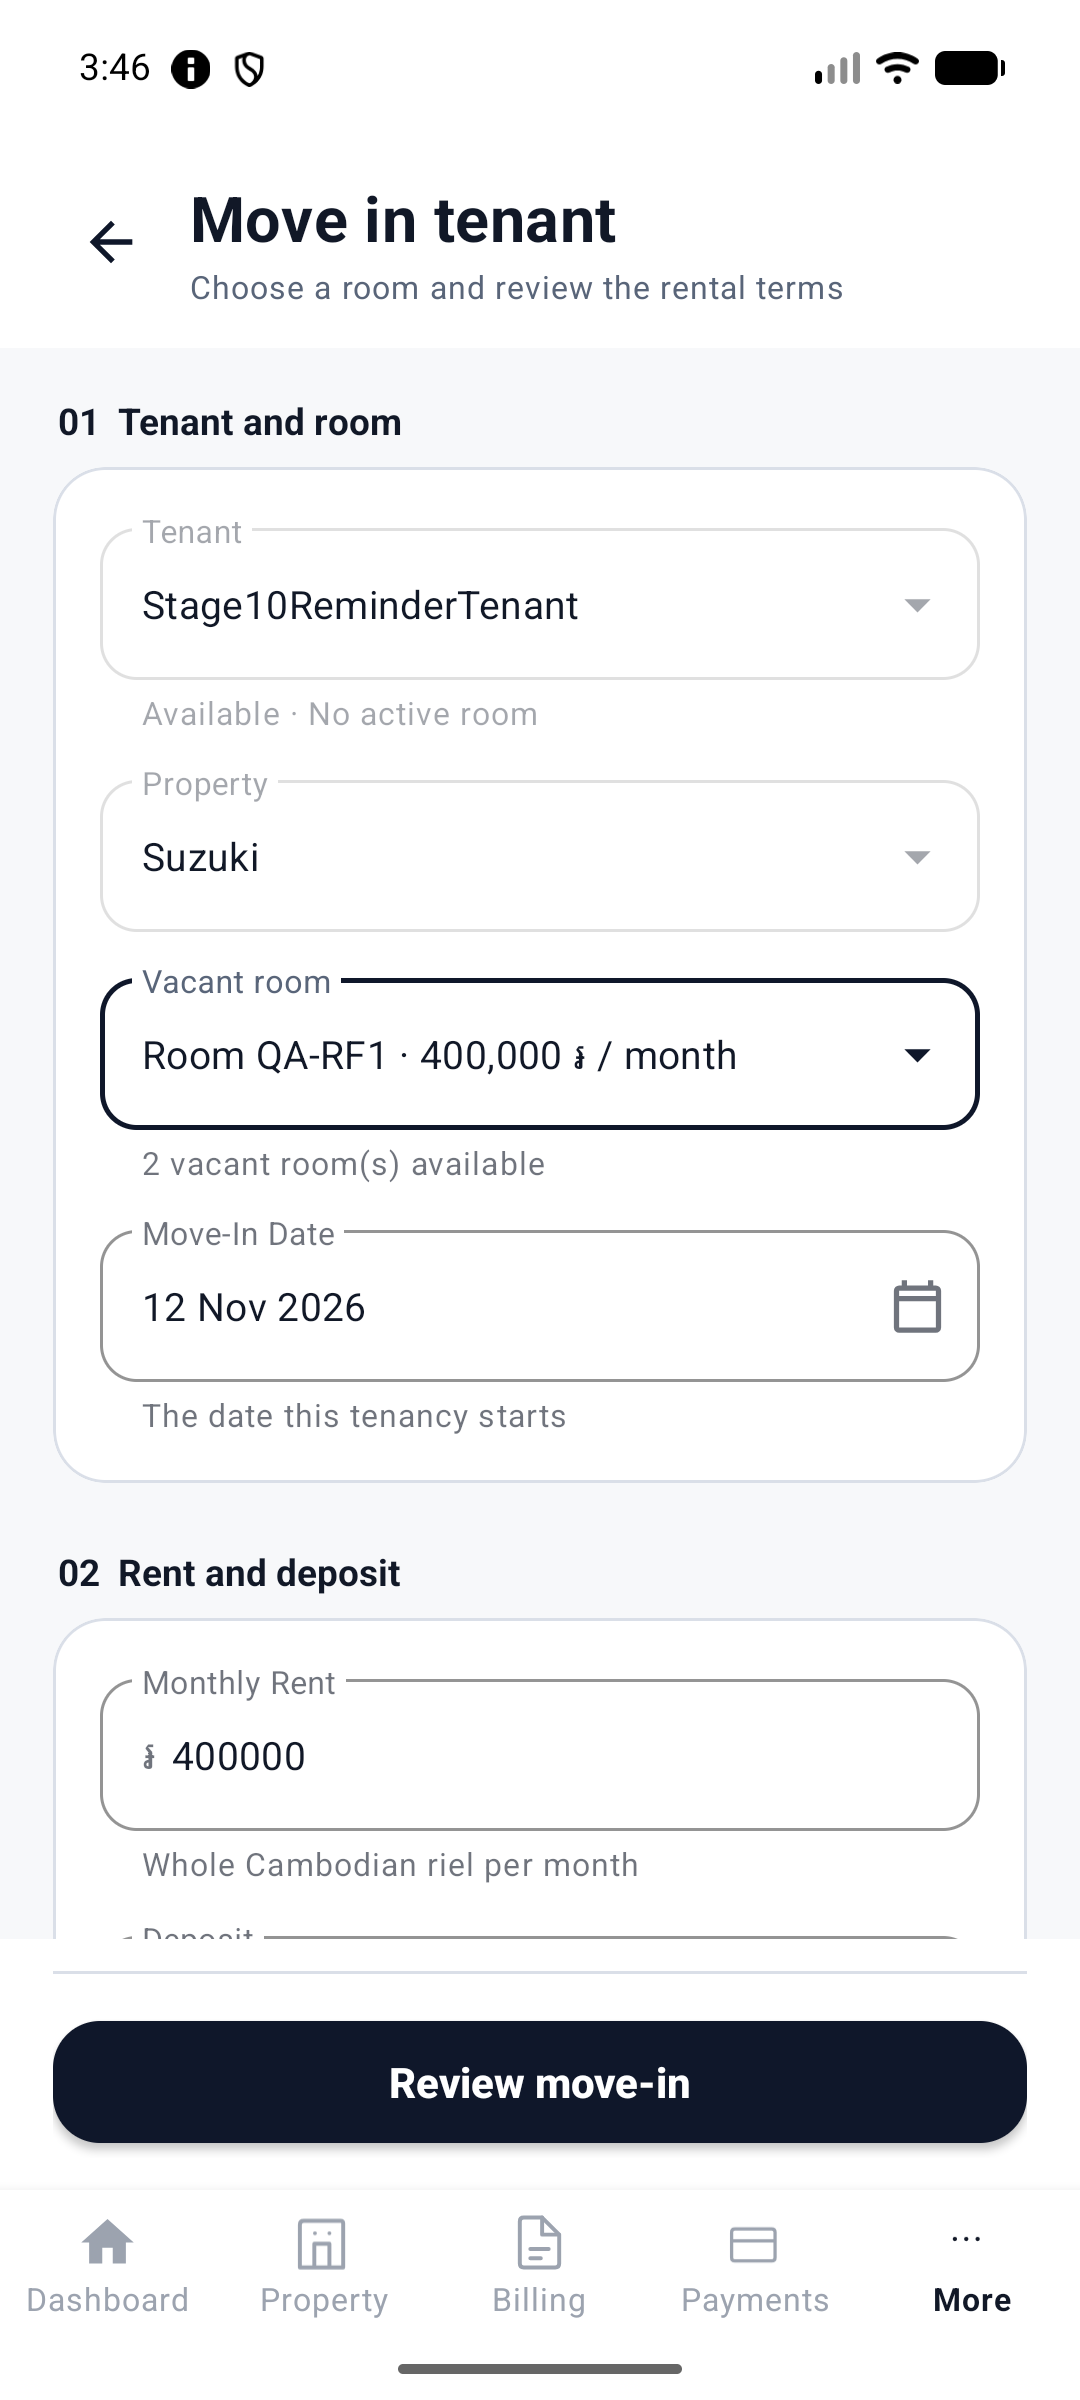 3:46
Move in tenant
Choose a room and review the rental terms
01 Tenant and room
Tenant
Stage10ReminderTenant
Available · No active room
Property
Suzuki
Vacant room
Room QA-RF1 · 400,000 ៛ / month
2 vacant room(s) available
Move-In Date
12 Nov 2026
The date this tenancy starts
02 Rent and deposit
Monthly Rent
៛ 400000
Whole Cambodian riel per month
Deposit
Review move-in
Dashboard
Property
Billing
Payments
More